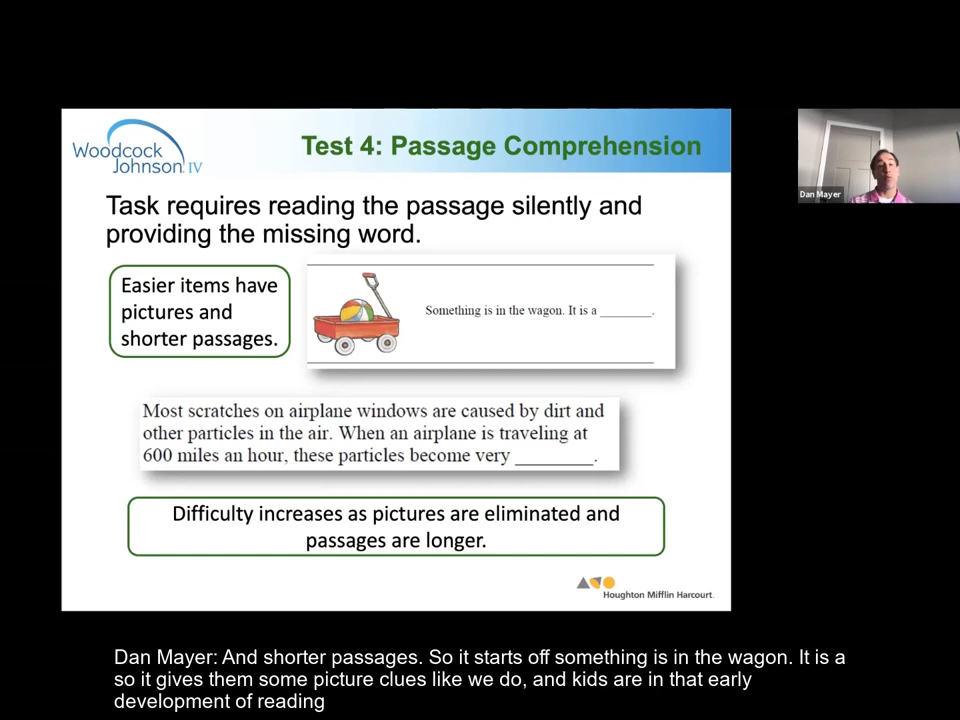 Woodcock
Johnson IV
Test 4: Passage Comprehension
Task requires reading the passage silently and
providing the missing word.
Easier items have
pictures and
shorter passages.
Something is in the wagon. It is a ________.
Most scratches on airplane windows are caused by dirt and
other particles in the air. When an airplane is traveling at
600 miles an hour, these particles become very ________.
Difficulty increases as pictures are eliminated and
passages are longer.
Houghton Mifflin Harcourt.
Dan Mayer
Dan Mayer: And shorter passages. So it starts off something is in the wagon. It is a
so it gives them some picture clues like we do, and kids are in that early
development of reading